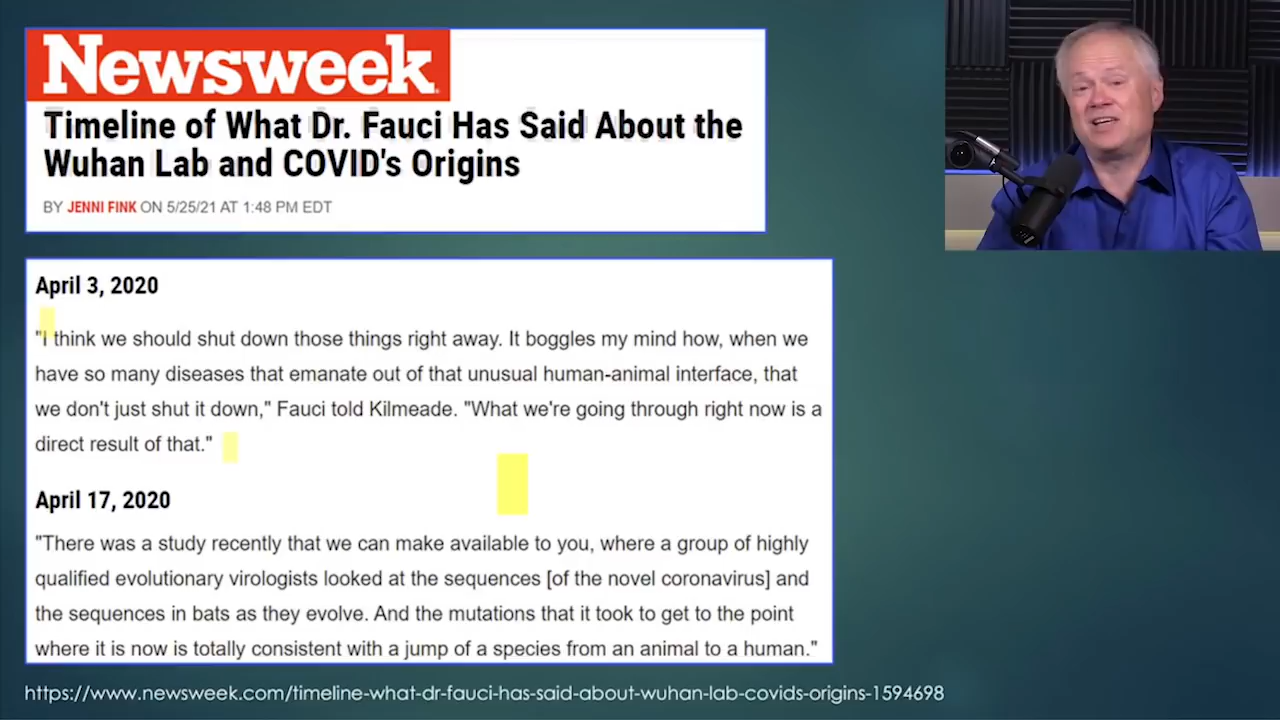 Newsweek
Timeline of What Dr. Fauci Has Said About the
Wuhan Lab and COVID's Origins
BY JENNI FINK ON 5/25/21 AT 1:48 PM EDT
April 3, 2020
"I think we should shut down those things right away. It boggles my mind how, when we
have so many diseases that emanate out of that unusual human-animal interface, that
we don't just shut it down," Fauci told Kilmeade. "What we're going through right now is a
direct result of that."
April 17, 2020
"There was a study recently that we can make available to you, where a group of highly
qualified evolutionary virologists looked at the sequences [of the novel coronavirus] and
the sequences in bats as they evolve. And the mutations that it took to get to the point
where it is now is totally consistent with a jump of a species from an animal to a human."
https://www.newsweek.com/timeline-what-dr-fauci-has-said-about-wuhan-lab-covids-origins-1594698